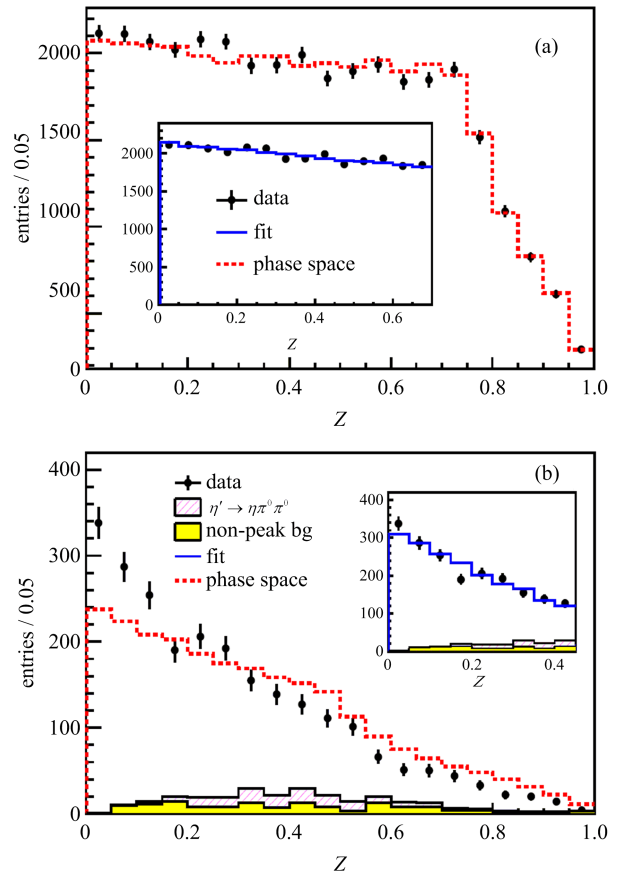 (a)
entries / 0.05
2000
1500
1000
500
0
2000
1500
1000
500
0
data
fit
phase space
0 0.2 0.4 0.6
Z
0 0.2 0.4 0.6 0.8 1.0
Z
(b)
entries / 0.05
400
300
200
100
0
data
η′ → ηπ⁰π⁰
non-peak bg
fit
phase space
400
300
200
100
0
0 0.2 0.4
Z
0 0.2 0.4 0.6 0.8 1.0
Z